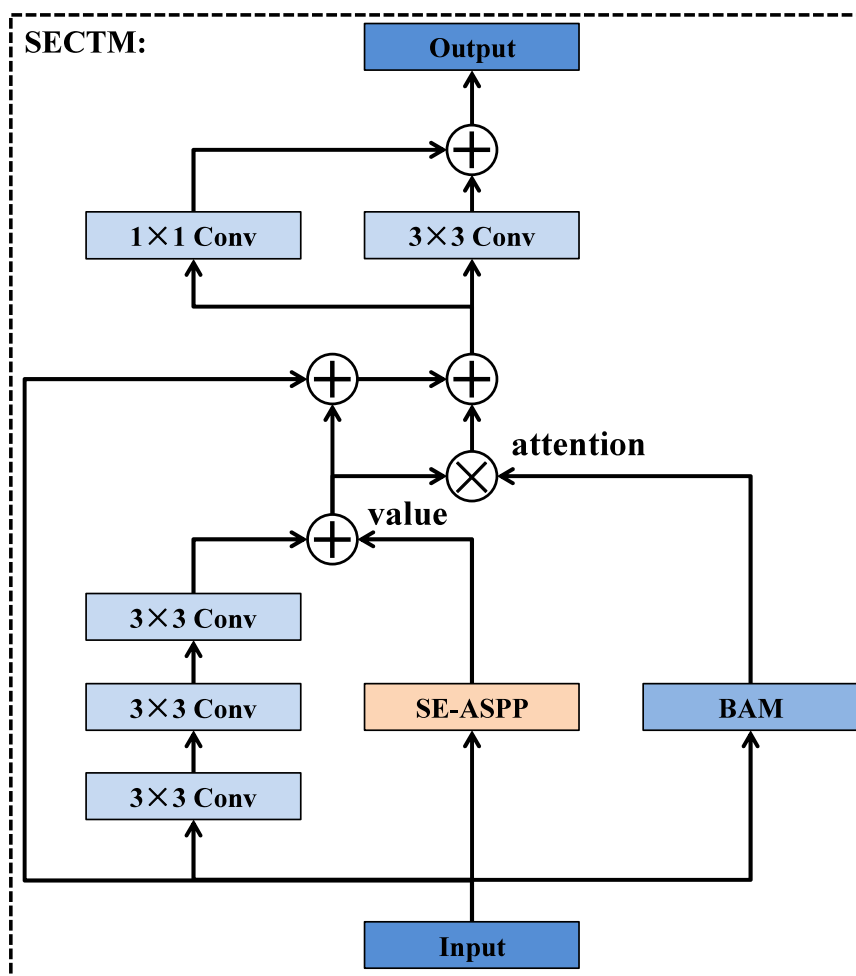 SECTM:
Output
1×1 Conv
3×3 Conv
attention
value
3×3 Conv
3×3 Conv
SE-ASPP
BAM
3×3 Conv
Input